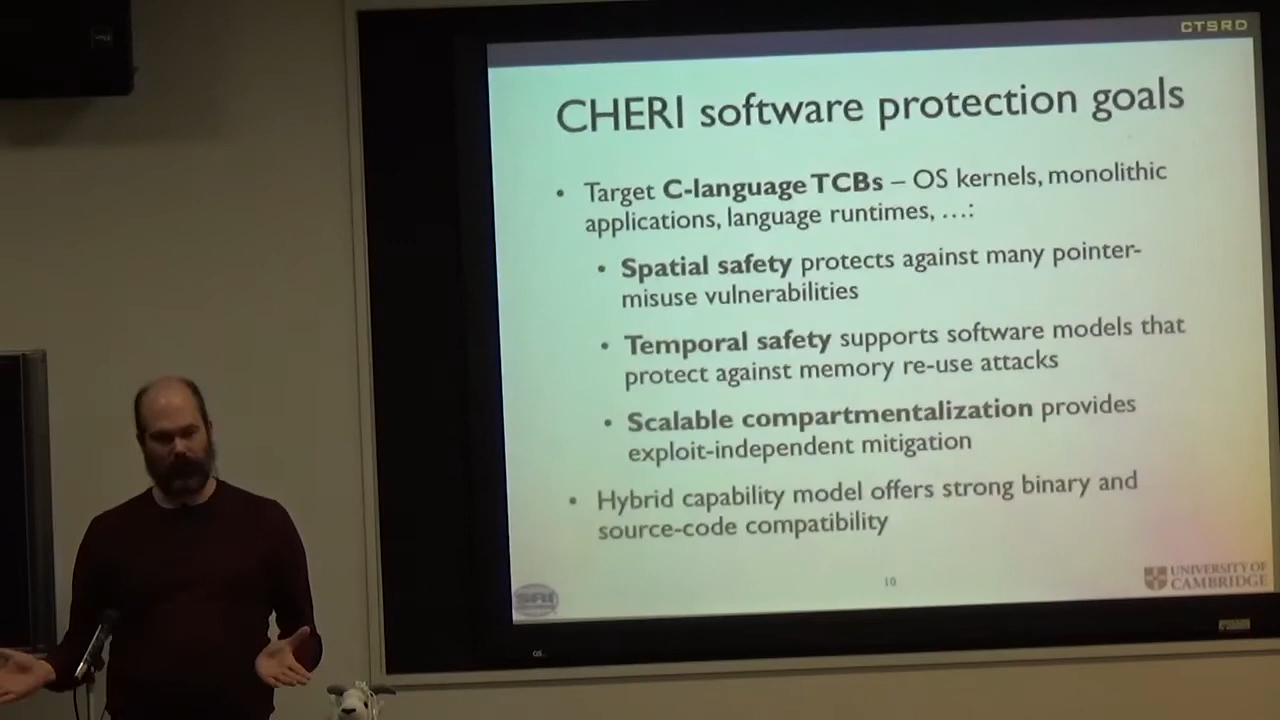 CTSRD
CHERI software protection goals
• Target C-language TCBs – OS kernels, monolithic
applications, language runtimes, …:
• Spatial safety protects against many pointer-
misuse vulnerabilities
• Temporal safety supports software models that
protect against memory re-use attacks
• Scalable compartmentalization provides
exploit-independent mitigation
• Hybrid capability model offers strong binary and
source-code compatibility
SRI
10
UNIVERSITY OF
CAMBRIDGE